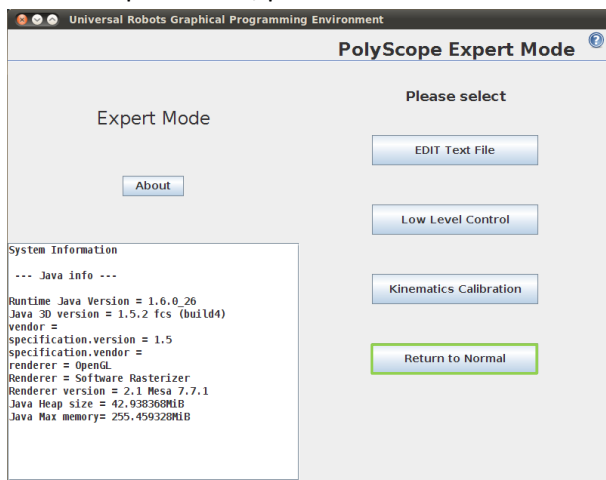 Universal Robots Graphical Programming Environment
PolyScope Expert Mode
Expert Mode
About
System Information
--- Java info ---
Runtime Java Version = 1.6.0_26
Java 3D version = 1.5.2 fcs (build4)
vendor =
specification.version = 1.5
specification.vendor =
renderer = OpenGL
Renderer = Software Rasterizer
Renderer version = 2.1 Mesa 7.7.1
Java Heap size = 42.938368MiB
Java Max memory= 255.459328MiB
Please select
EDIT Text File
Low Level Control
Kinematics Calibration
Return to Normal